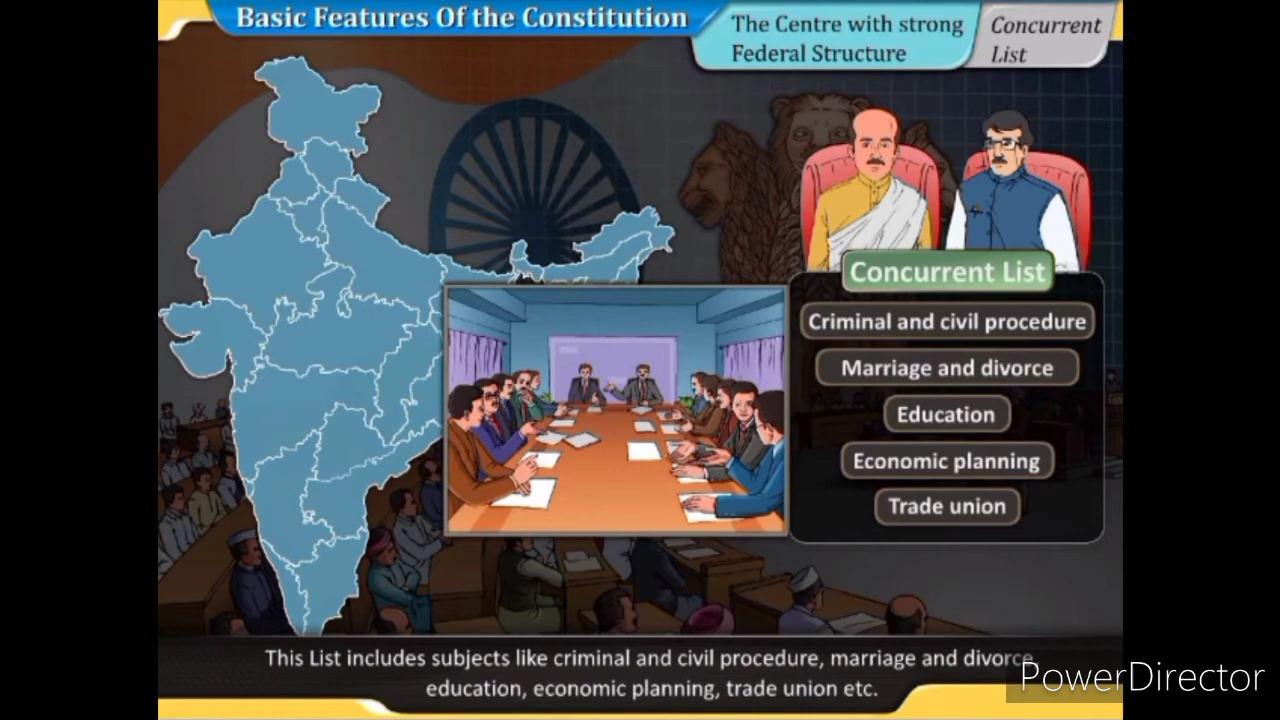 Basic Features Of the Constitution
The Centre with strong
Federal Structure
Concurrent
List
Concurrent List
Criminal and civil procedure
Marriage and divorce
Education
Economic planning
Trade union
This List includes subjects like criminal and civil procedure, marriage and divorce
education, economic planning, trade union etc.
PowerDirector